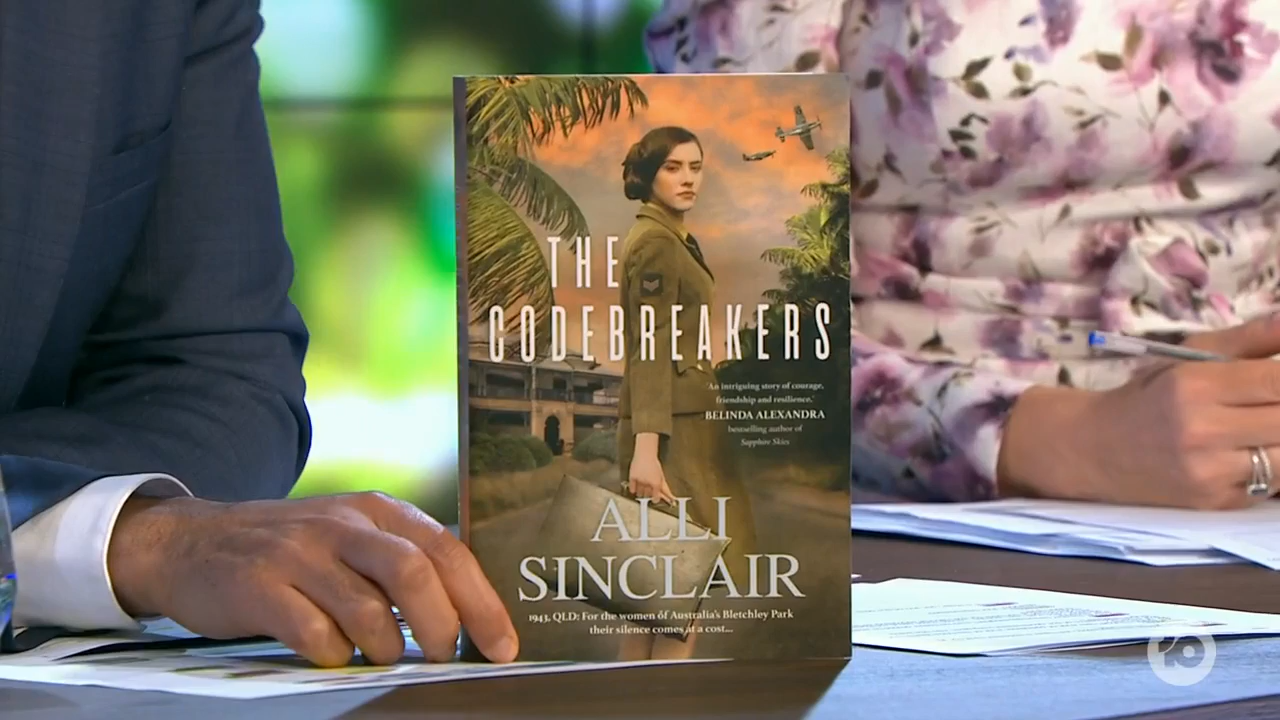 THE
CODEBREAKERS
'An intriguing story of courage,
friendship and resilience.'
BELINDA ALEXANDRA
bestselling author of
Sapphire Skies
ALLI
SINCLAIR
1943, QLD: For the women of Australia's Bletchley Park
their silence comes at a cost...
10